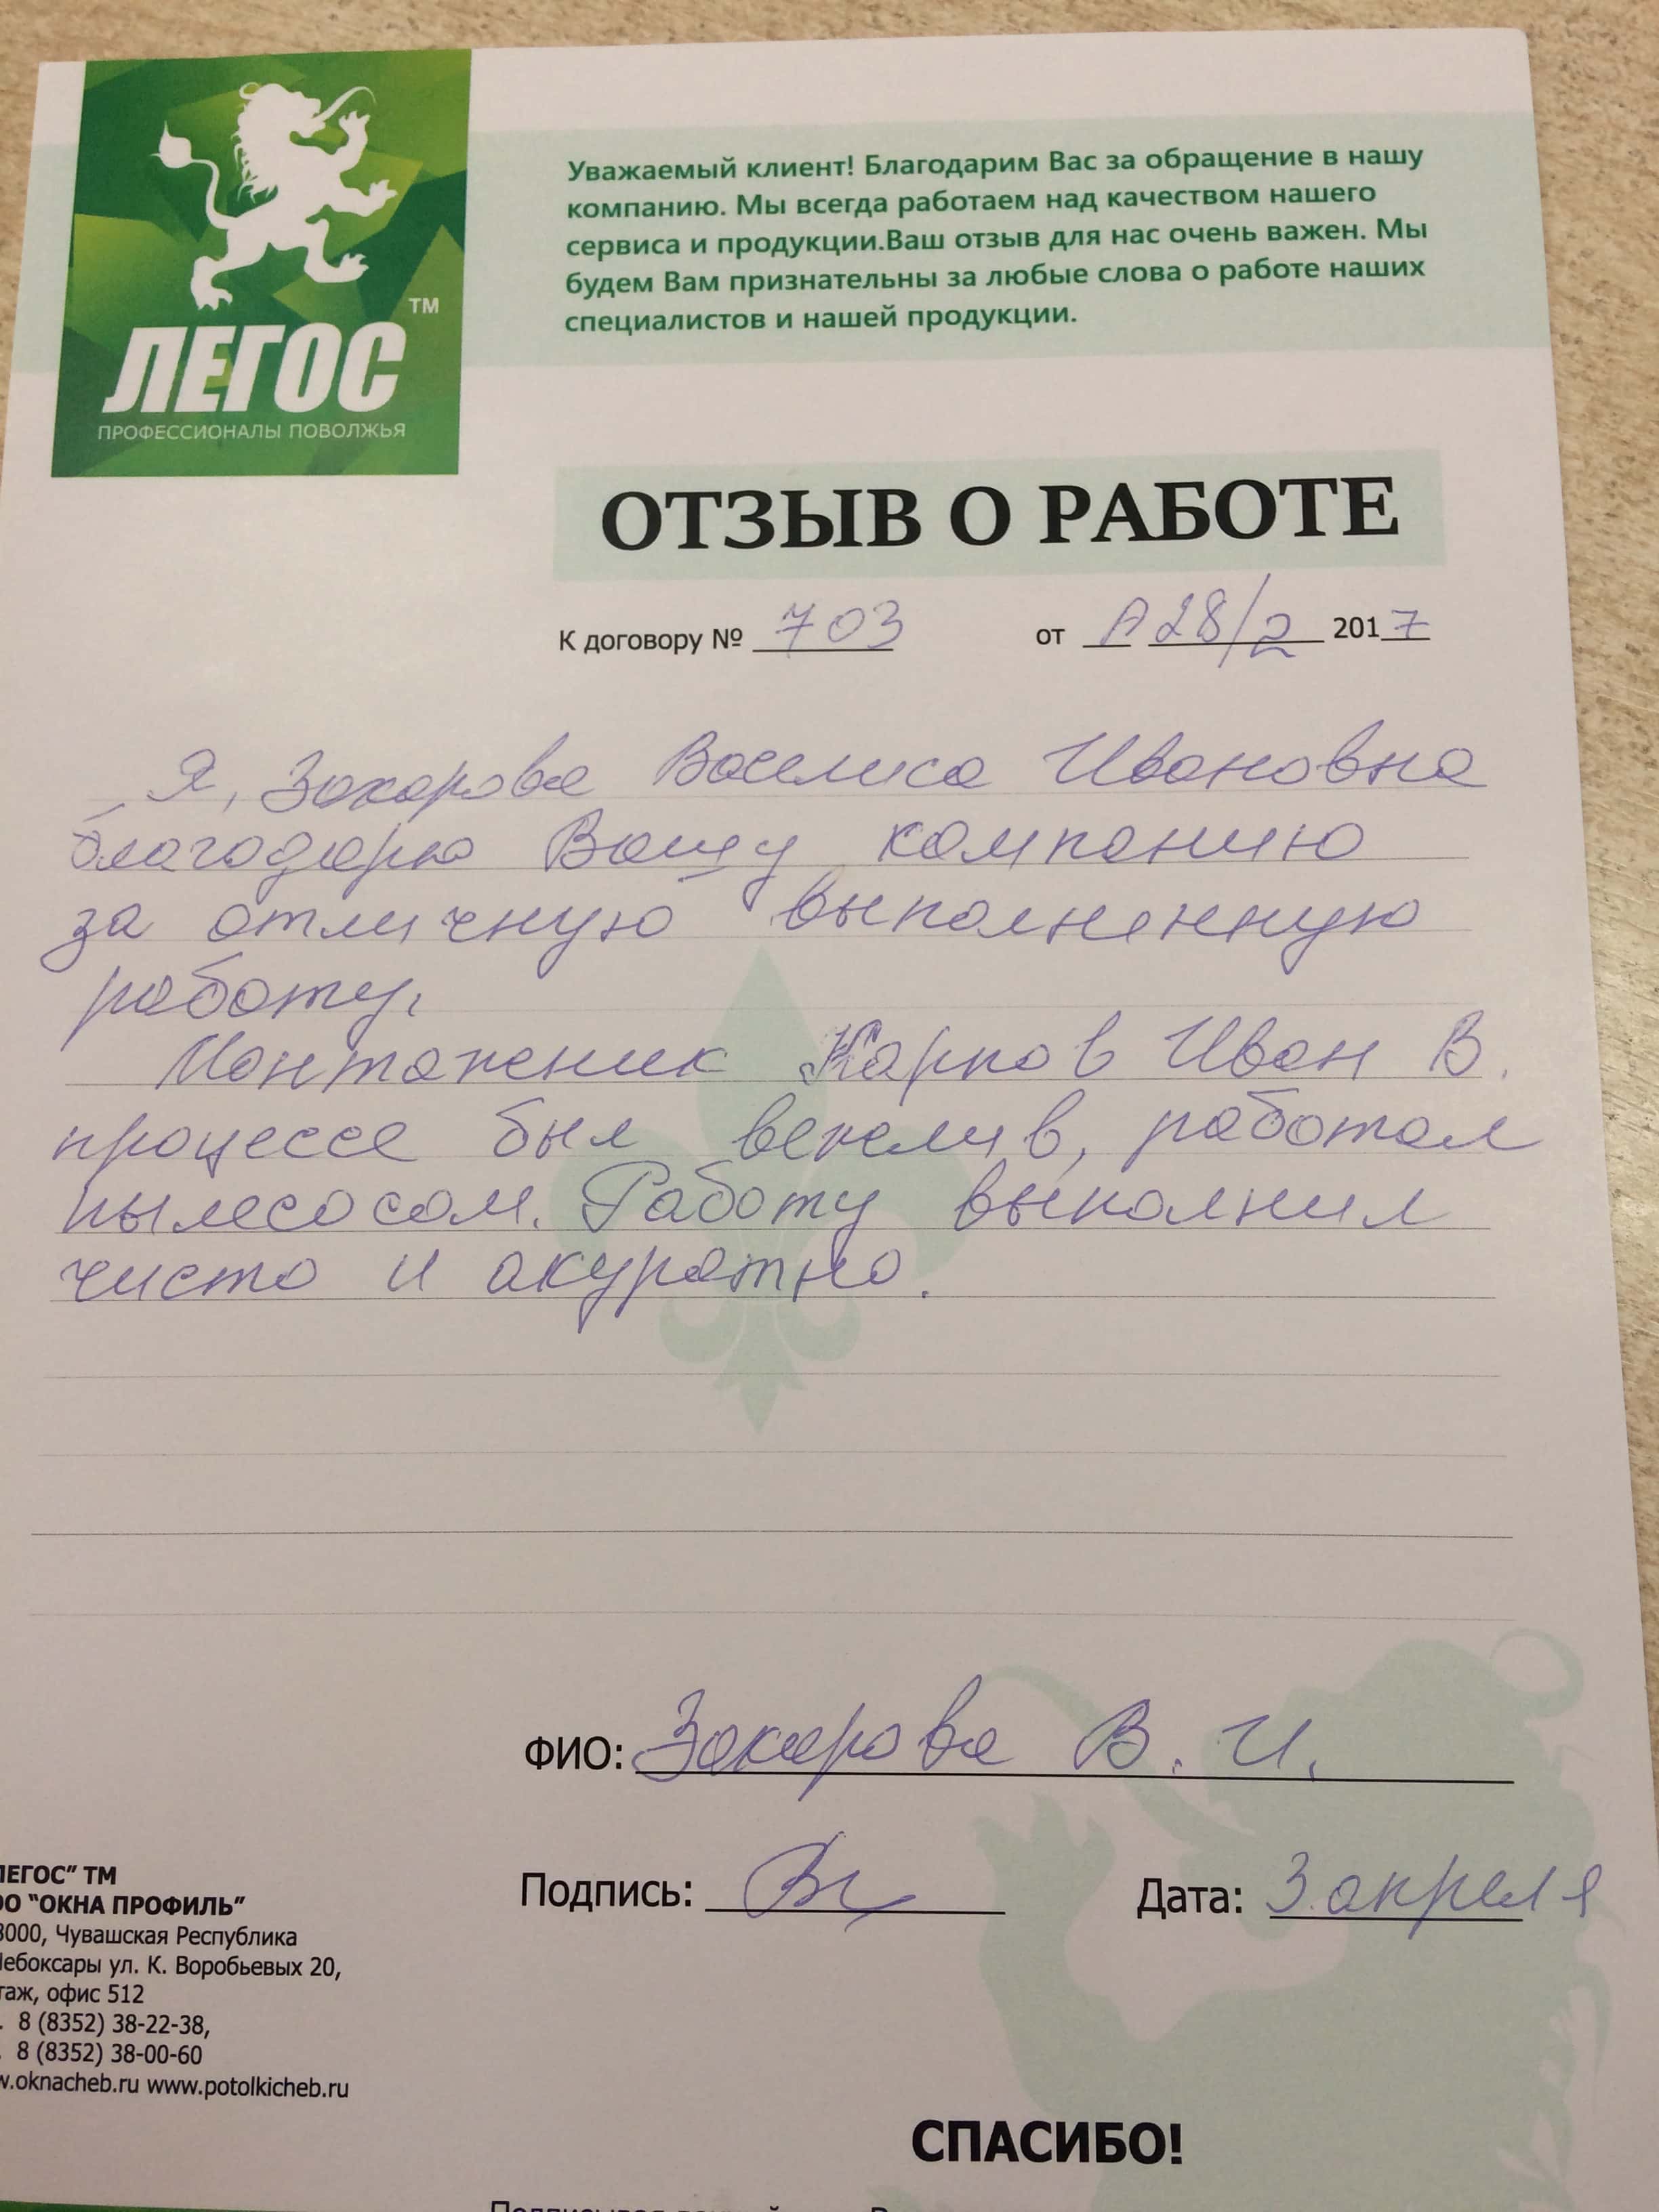 ТМ
ЛЕГОС
ПРОФЕССИОНАЛЫ ПОВОЛЖЬЯ
Уважаемый клиент! Благодарим Вас за обращение в нашу
компанию. Мы всегда работаем над качеством нашего
сервиса и продукции.Ваш отзыв для нас очень важен. Мы
будем Вам признательны за любые слова о работе наших
специалистов и нашей продукции.
ОТЗЫВ О РАБОТЕ
К договору № 703 от А 28/2 2017
Я, Захарова Василиса Ивановна
благодарю Вашу компанию
за отличную выполненную
работу.
Монтажник Карпов Иван В.
процессе был вежлив, работал
пылесосом. Работу выполнил
чисто и акуратно.
ФИО: Захарова В. И.
Подпись: Дата: 3 апреля
ЛЕГОС" ТМ
ОО "ОКНА ПРОФИЛЬ"
8000, Чувашская Республика
Чебоксары ул. К. Воробьевых 20,
таж, офис 512
. 8 (8352) 38-22-38,
. 8 (8352) 38-00-60
w.oknacheb.ru www.potolkicheb.ru
СПАСИБО!